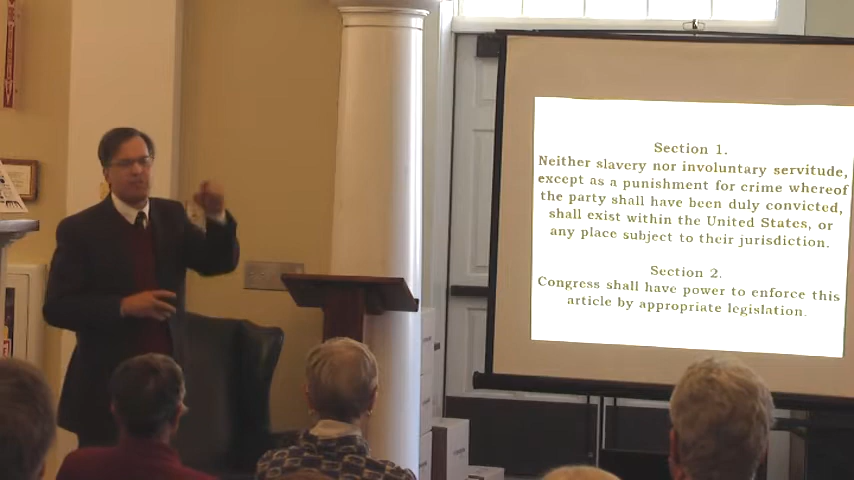 Section 1.
Neither slavery nor involuntary servitude,
except as a punishment for crime whereof
the party shall have been duly convicted,
shall exist within the United States, or
any place subject to their jurisdiction.
Section 2.
Congress shall have power to enforce this
article by appropriate legislation.